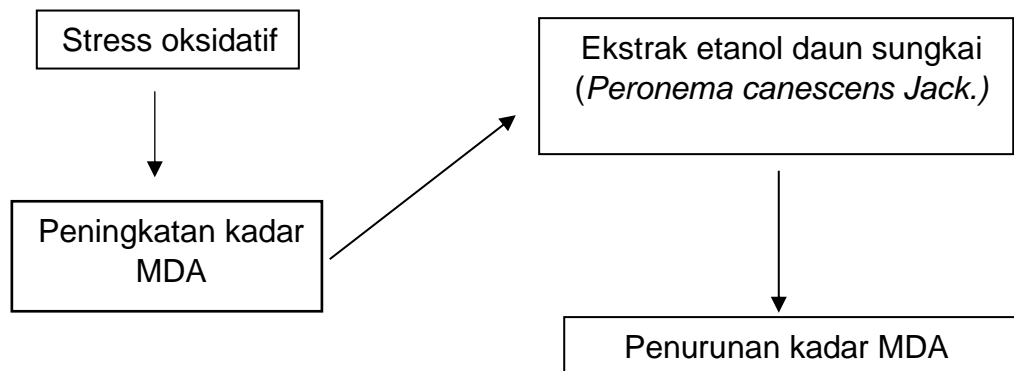 Stress oksidatif
Peningkatan kadar
MDA
Ekstrak etanol daun sungkai
(Peronema canescens Jack.)
Penurunan kadar MDA